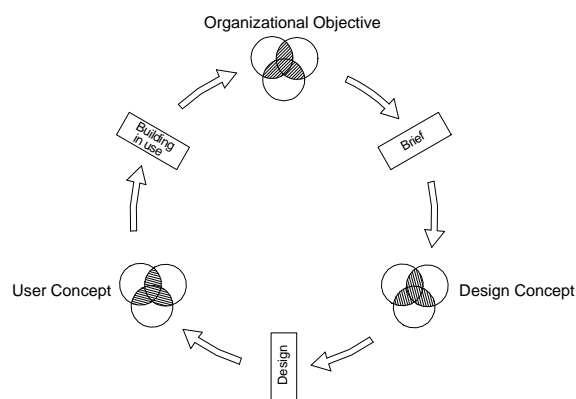 Organizational Objective
Brief
Design Concept
Design
User Concept
Building
in use